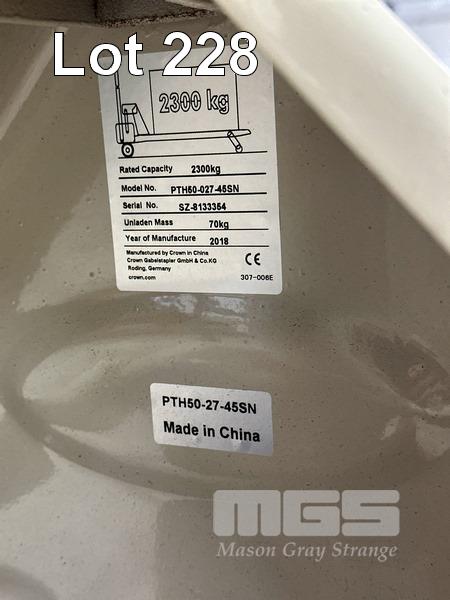 Lot 228
2300 kg
Rated Capacity 2300kg
Model No. PTH50-027-45SN
Serial No. SZ-8133354
Unladen Mass 70kg
Year of Manufacture 2018
Manufactured by Crown in China
Crown Gabelstapler GmbH & Co.KG
Roding, Germany CE
crown.com 307-006E
PTH50-27-45SN
Made in China
MGS
Mason Gray Strange